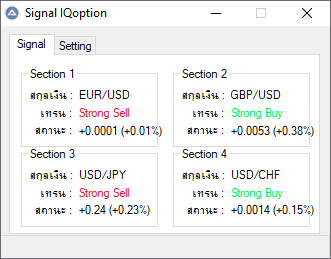 Signal IQoption
Signal Setting
Section 1
สกุลเงิน : EUR/USD
เทรน : Strong Sell
สถานะ : +0.0001 (+0.01%)
Section 2
สกุลเงิน : GBP/USD
เทรน : Strong Buy
สถานะ : +0.0053 (+0.38%)
Section 3
สกุลเงิน : USD/JPY
เทรน : Strong Sell
สถานะ : +0.24 (+0.23%)
Section 4
สกุลเงิน : USD/CHF
เทรน : Strong Buy
สถานะ : +0.0014 (+0.15%)